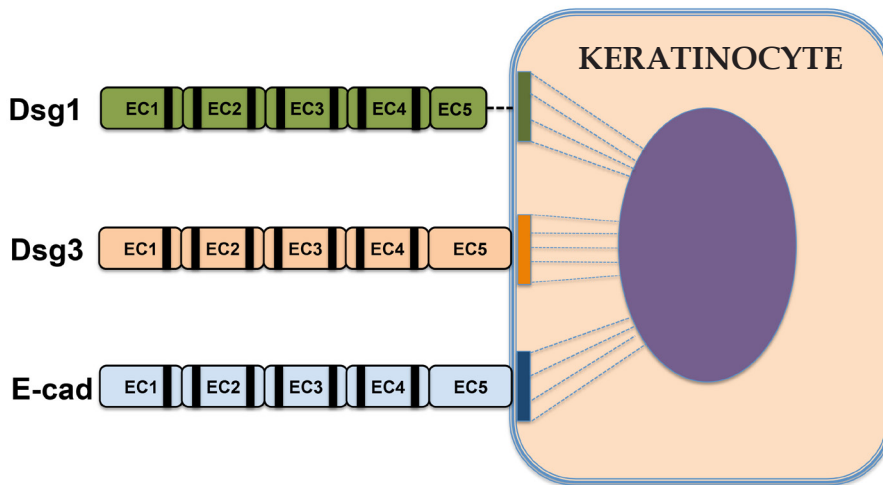 KERATINOCYTE
Dsg1 EC1 EC2 EC3 EC4 EC5
Dsg3 EC1 EC2 EC3 EC4 EC5
E-cad EC1 EC2 EC3 EC4 EC5